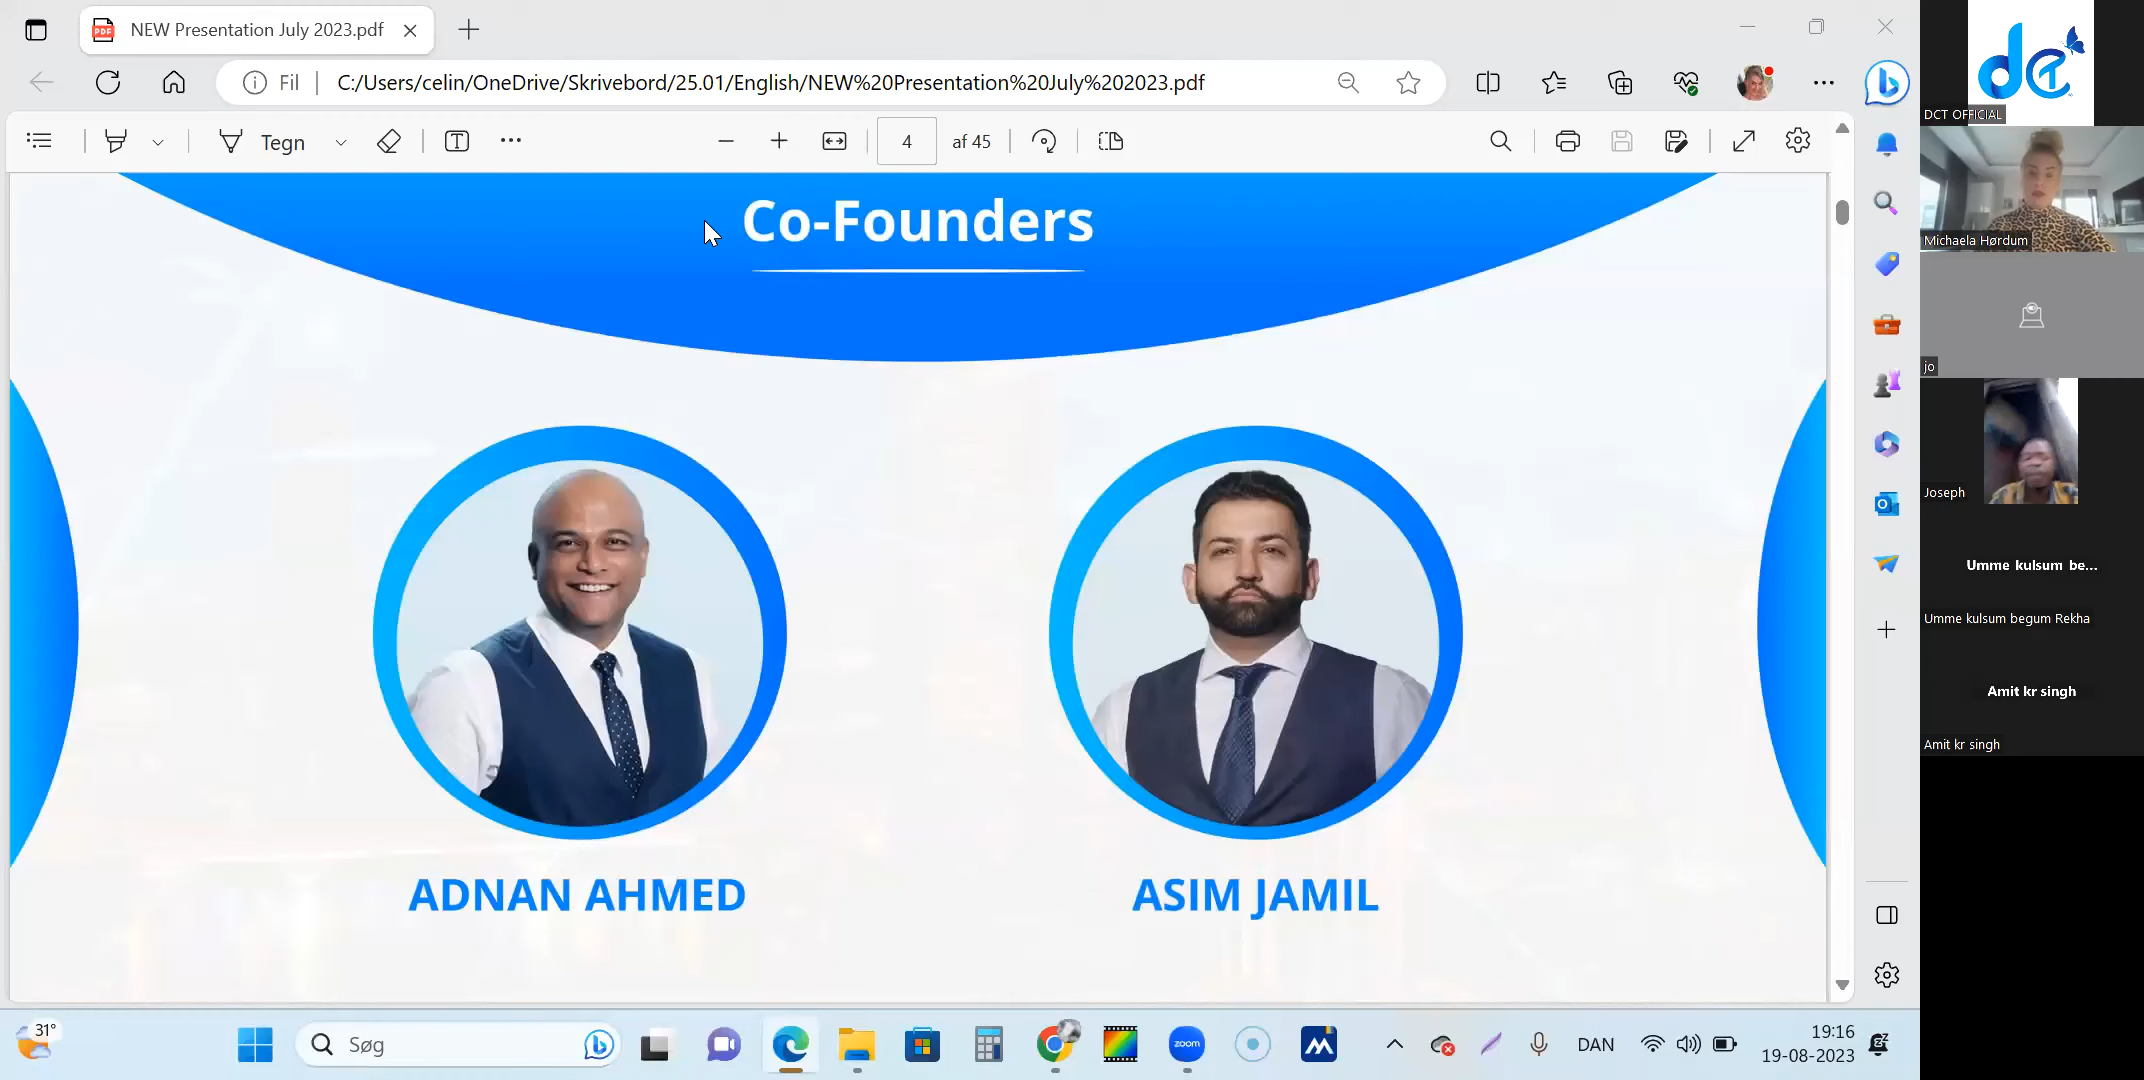 NEW Presentation July 2023.pdf
Fil
C:/Users/celin/OneDrive/Skrivebord/25.01/English/NEW%20Presentation%20July%202023.pdf
Tegn
4
af 45
Co-Founders
ADNAN AHMED
ASIM JAMIL
dct
DCT OFFICIAL
Michaela Hørdum
jo
Joseph
Umme kulsum be...
Umme kulsum begum Rekha
Amit kr singh
Amit kr singh
31°
Søg
zoom
DAN
19:16
19-08-2023